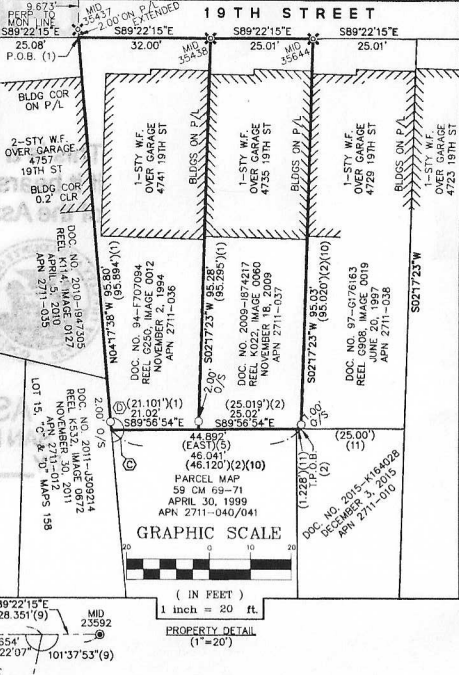 19TH STREET
9.673'
PERP TO
MON LINE
MID
35437
2.00' ON P/L
EXTENDED
S89°22'15"E
25.08'
P.O.B. (1)
S89°22'15"E
32.00'
MID
35438
S89°22'15"E
25.01'
MID
35644
S89°22'15"E
25.01'
BLDG COR
ON P/L
2-STY W.F.
OVER GARAGE
4757
19TH ST
BLDG COR
0.2' CLR
1-STY W.F.
OVER GARAGE
4741 19TH ST
BLDGS ON P/L
1-STY W.F.
OVER GARAGE
4735 19TH ST
BLDGS ON P/L
1-STY W.F.
OVER GARAGE
4729 19TH ST
1-STY W.F.
OVER GARAGE
4723 19TH ST
S02°17'23"W
DOC. NO. 2010-I947305
REEL K114, IMAGE 0127
APRIL 5, 2010
APN 2711-035
N04°17'38"W 95.80'
(95.894')(1)
DOC. NO. 94-F707094
REEL G250, IMAGE 0012
NOVEMBER 2, 1994
APN 2711-036
S02°17'23"W 95.28'
(95.295')(1)
DOC. NO. 2009-I874217
REEL K022, IMAGE 0060
NOVEMBER 18, 2009
APN 2711-037
S02°17'23"W 95.03'
(95.020')(2)(10)
DOC. NO. 97-G176163
REEL G908, IMAGE 0019
JUNE 20, 1997
APN 2711-038
2.00'
O/S
2.00'
O/S
1.00'
O/S
D
(21.101')(1)
21.02'
S89°56'54"E
(25.019')(2)
25.02'
S89°56'54"E
(25.00')
(11)
C
44.892'
(EAST)(5)
46.041'
(46.120')(2)(10)
(1.228')(11)
T.P.O.B.
(2)
DOC. NO. 2011-J309214
REEL K532, IMAGE 0672
NOVEMBER 30, 2011
APN 2711-012
LOT 15, "C" & "D" MAPS 158
PARCEL MAP
59 CM 69-71
APRIL 30, 1999
APN 2711-040/041
DOC. NO. 2015-K164028
DECEMBER 3, 2015
APN 2711-010
GRAPHIC SCALE
20 0 20
( IN FEET )
1 inch = 20 ft.
PROPERTY DETAIL
(1"=20')
89°22'15"E
28.351'(9)
MID
23592
654'
22'07"
101°37'53"(9)